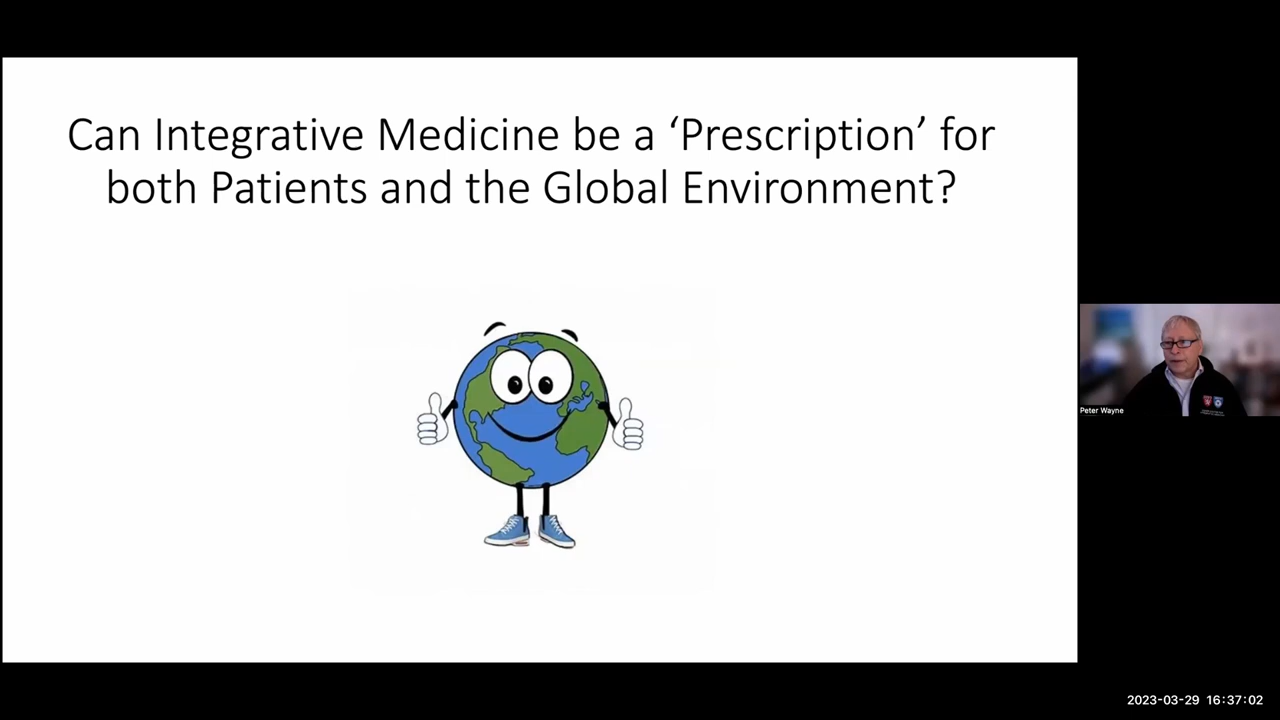 Can Integrative Medicine be a ‘Prescription’ for
both Patients and the Global Environment?
Peter Wayne
2023-03-29 16:37:02